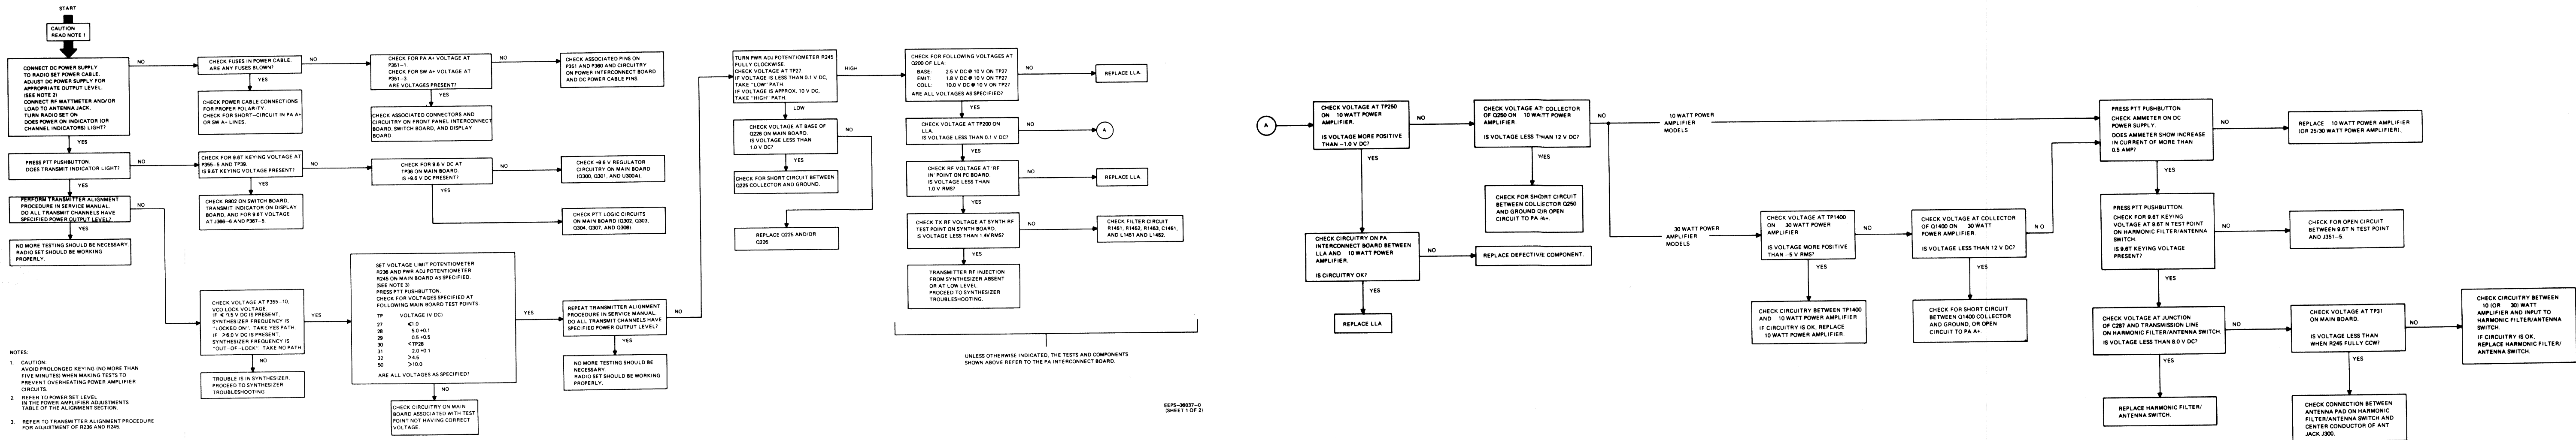 START
CAUTION
READ NOTE 1
CONNECT DC POWER SUPPLY
TO RADIO SET POWER CABLE.
ADJUST DC POWER SUPPLY FOR
APPROPRIATE OUTPUT LEVEL.
(SEE NOTE 2)
CONNECT RF WATTMETER AND/OR
LOAD TO ANTENNA JACK.
TURN RADIO SET ON
DOES POWER ON INDICATOR (OR
CHANNEL INDICATORS) LIGHT?
NO
YES
CHECK FUSES IN POWER CABLE.
ARE ANY FUSES BLOWN?
NO
YES
CHECK POWER CABLE CONNECTIONS
FOR PROPER POLARITY.
CHECK FOR SHORT-CIRCUIT IN PA A+
OR SW A+ LINES.
CHECK FOR PA A+ VOLTAGE AT
P351-1.
CHECK FOR SW A+ VOLTAGE AT
P351-3.
ARE VOLTAGES PRESENT?
NO
YES
CHECK ASSOCIATED PINS ON
P351 AND P380 AND CIRCUITRY
ON POWER INTERCONNECT BOARD
AND DC POWER CABLE PINS.
CHECK ASSOCIATED CONNECTORS AND
CIRCUITRY ON FRONT PANEL INTERCONNECT
BOARD, SWITCH BOARD, AND DISPLAY
BOARD.
PRESS PTT PUSHBUTTON.
DOES TRANSMIT INDICATOR LIGHT?
NO
YES
CHECK FOR 9.6T KEYING VOLTAGE AT
P355-5 AND TP39.
IS 9.6T KEYING VOLTAGE PRESENT?
NO
YES
CHECK R802 ON SWITCH BOARD,
TRANSMIT INDICATOR ON DISPLAY
BOARD, AND FOR 9.6T VOLTAGE
AT J366-6 AND P367-5.
CHECK FOR 9.6 V DC AT
TP36 ON MAIN BOARD.
IS +9.6 V DC PRESENT?
NO
YES
CHECK +9.6 V REGULATOR
CIRCUITRY ON MAIN BOARD
(Q300, Q301, AND U300A).
CHECK PTT LOGIC CIRCUITS
ON MAIN BOARD (Q302, Q303,
Q304, Q307, AND Q308).
PERFORM TRANSMITTER ALIGNMENT
PROCEDURE IN SERVICE MANUAL.
DO ALL TRANSMIT CHANNELS HAVE
SPECIFIED POWER OUTPUT LEVEL?
NO
YES
NO MORE TESTING SHOULD BE NECESSARY.
RADIO SET SHOULD BE WORKING
PROPERLY.
CHECK VOLTAGE AT P355-10,
VCO LOCK VOLTAGE.
IF < 0.5 V DC IS PRESENT,
SYNTHESIZER FREQUENCY IS
"LOCKED ON". TAKE YES PATH.
IF >8.0 V DC IS PRESENT,
SYNTHESIZER FREQUENCY IS
"OUT-OF-LOCK". TAKE NO PATH.
YES
NO
TROUBLE IS IN SYNTHESIZER.
PROCEED TO SYNTHESIZER
TROUBLESHOOTING.
SET VOLTAGE LIMIT POTENTIOMETER
R236 AND PWR ADJ POTENTIOMETER
R245 ON MAIN BOARD AS SPECIFIED.
(SEE NOTE 3)
PRESS PTT PUSHBUTTON.
CHECK FOR VOLTAGES SPECIFIED AT
FOLLOWING MAIN BOARD TEST POINTS:
TP VOLTAGE (V DC)
27 <1.0
28 5.0 +0.1
29 0.5 +0.5
30 <TP28
31 2.0 +0.1
32 >4.5
50 >10.0
ARE ALL VOLTAGES AS SPECIFIED?
YES
NO
CHECK CIRCUITRY ON MAIN
BOARD ASSOCIATED WITH TEST
POINT NOT HAVING CORRECT
VOLTAGE.
REPEAT TRANSMITTER ALIGNMENT
PROCEDURE IN SERVICE MANUAL.
DO ALL TRANSMIT CHANNELS HAVE
SPECIFIED POWER OUTPUT LEVEL?
NO
YES
NO MORE TESTING SHOULD BE
NECESSARY.
RADIO SET SHOULD BE WORKING
PROPERLY.
NOTES:
1. CAUTION:
AVOID PROLONGED KEYING (NO MORE THAN
FIVE MINUTES) WHEN MAKING TESTS TO
PREVENT OVERHEATING POWER AMPLIFIER
CIRCUITS.
2. REFER TO POWER SET LEVEL
IN THE POWER AMPLIFIER ADJUSTMENTS
TABLE OF THE ALIGNMENT SECTION.
3. REFER TO TRANSMITTER ALIGNMENT PROCEDURE
FOR ADJUSTMENT OF R236 AND R245.
TURN PWR ADJ POTENTIOMETER R245
FULLY CLOCKWISE.
CHECK VOLTAGE AT TP27.
IF VOLTAGE IS LESS THAN 0.1 V DC,
TAKE "LOW" PATH.
IF VOLTAGE IS APPROX. 10 V DC,
TAKE "HIGH" PATH.
HIGH
LOW
CHECK VOLTAGE AT BASE OF
Q226 ON MAIN BOARD.
IS VOLTAGE LESS THAN
1.0 V DC?
NO
YES
CHECK FOR SHORT CIRCUIT BETWEEN
Q225 COLLECTOR AND GROUND.
REPLACE Q225 AND/OR
Q226.
CHECK FOR FOLLOWING VOLTAGES AT
Q200 OF LLA:
BASE: 2.5 V DC @ 10 V ON TP27
EMIT: 1.8 V DC @ 10 V ON TP27
COLL: 10.0 V DC @ 10 V ON TP27
ARE ALL VOLTAGES AS SPECIFIED?
NO
YES
REPLACE LLA.
CHECK VOLTAGE AT TP200 ON
LLA.
IS VOLTAGE LESS THAN 0.1 V DC?
NO
A
YES
CHECK RF VOLTAGE AT 'RF
IN' POINT ON PC BOARD.
IS VOLTAGE LESS THAN
1.0 V RMS?
NO
REPLACE LLA.
YES
CHECK TX RF VOLTAGE AT SYNTH RF
TEST POINT ON SYNTH BOARD.
IS VOLTAGE LESS THAN 1.6V RMS?
NO
YES
CHECK FILTER CIRCUIT
R1451, R1452, R1453, C1451,
AND L1451 AND L1452.
TRANSMITTER RF INJECTION
FROM SYNTHESIZER ABSENT
OR AT LOW LEVEL.
PROCEED TO SYNTHESIZER
TROUBLESHOOTING.
UNLESS OTHERWISE INDICATED, THE TESTS AND COMPONENTS
SHOWN ABOVE REFER TO THE PA INTERCONNECT BOARD.
EEPS-36037-0
(SHEET 1 OF 2)
A
CHECK VOLTAGE AT TP250
ON 10 WATT POWER
AMPLIFIER.
IS VOLTAGE MORE POSITIVE
THAN -1.0 V DC?
NO
YES
CHECK CIRCUITRY ON PA
INTERCONNECT BOARD BETWEEN
LLA AND 10 WATT POWER
AMPLIFIER.
IS CIRCUITRY OK?
NO
REPLACE DEFECTIVE COMPONENT.
YES
REPLACE LLA
CHECK VOLTAGE AT COLLECTOR
OF Q250 ON 10 WATT POWER
AMPLIFIER.
IS VOLTAGE LESS THAN 12 V DC?
NO
YES
CHECK FOR SHORT CIRCUIT
BETWEEN COLLECTOR Q250
AND GROUND OR OPEN
CIRCUIT TO PA A+.
10 WATT POWER
AMPLIFIER
MODELS
30 WATT POWER
AMPLIFIER
MODELS
CHECK VOLTAGE AT TP1400
ON 30 WATT POWER
AMPLIFIER.
IS VOLTAGE MORE POSITIVE
THAN -5 V RMS?
NO
YES
CHECK CIRCUITRY BETWEEN TP1400
AND 10 WATT POWER AMPLIFIER
IF CIRCUITRY IS OK, REPLACE
10 WATT POWER AMPLIFIER.
CHECK VOLTAGE AT COLLECTOR
OF Q1400 ON 30 WATT
POWER AMPLIFIER.
IS VOLTAGE LESS THAN 12 V DC?
NO
YES
CHECK FOR SHORT CIRCUIT
BETWEEN Q1400 COLLECTOR
AND GROUND, OR OPEN
CIRCUIT TO PA A+.
PRESS PTT PUSHBUTTON.
CHECK AMMETER ON DC
POWER SUPPLY.
DOES AMMETER SHOW INCREASE
IN CURRENT OF MORE THAN
0.5 AMP?
NO
YES
REPLACE 10 WATT POWER AMPLIFIER
(OR 25/30 WATT POWER AMPLIFIER).
PRESS PTT PUSHBUTTON.
CHECK FOR 9.6T KEYING
VOLTAGE AT 9.6T N TEST POINT
ON HARMONIC FILTER/ANTENNA
SWITCH.
IS 9.6T KEYING VOLTAGE
PRESENT?
NO
YES
CHECK FOR OPEN CIRCUIT
BETWEEN 9.6T N TEST POINT
AND J351-5.
CHECK VOLTAGE AT JUNCTION
OF C287 AND TRANSMISSION LINE
ON HARMONIC FILTER/ANTENNA SWITCH.
IS VOLTAGE LESS THAN 8.0 V DC?
NO
YES
REPLACE HARMONIC FILTER/
ANTENNA SWITCH.
CHECK VOLTAGE AT TP31
ON MAIN BOARD.
IS VOLTAGE LESS THAN
WHEN R245 FULLY CCW?
NO
YES
CHECK CONNECTION BETWEEN
ANTENNA PAD ON HARMONIC
FILTER/ANTENNA SWITCH AND
CENTER CONDUCTOR OF ANT
JACK J300.
CHECK CIRCUITRY BETWEEN
10 (OR 30) WATT
AMPLIFIER AND INPUT TO
HARMONIC FILTER/ANTENNA
SWITCH.
IF CIRCUITRY IS OK,
REPLACE HARMONIC FILTER/
ANTENNA SWITCH.